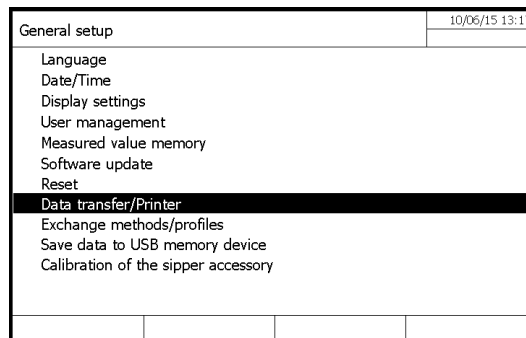 General setup
10/06/15 13:1
Language
Date/Time
Display settings
User management
Measured value memory
Software update
Reset
Data transfer/Printer
Exchange methods/profiles
Save data to USB memory device
Calibration of the sipper accessory